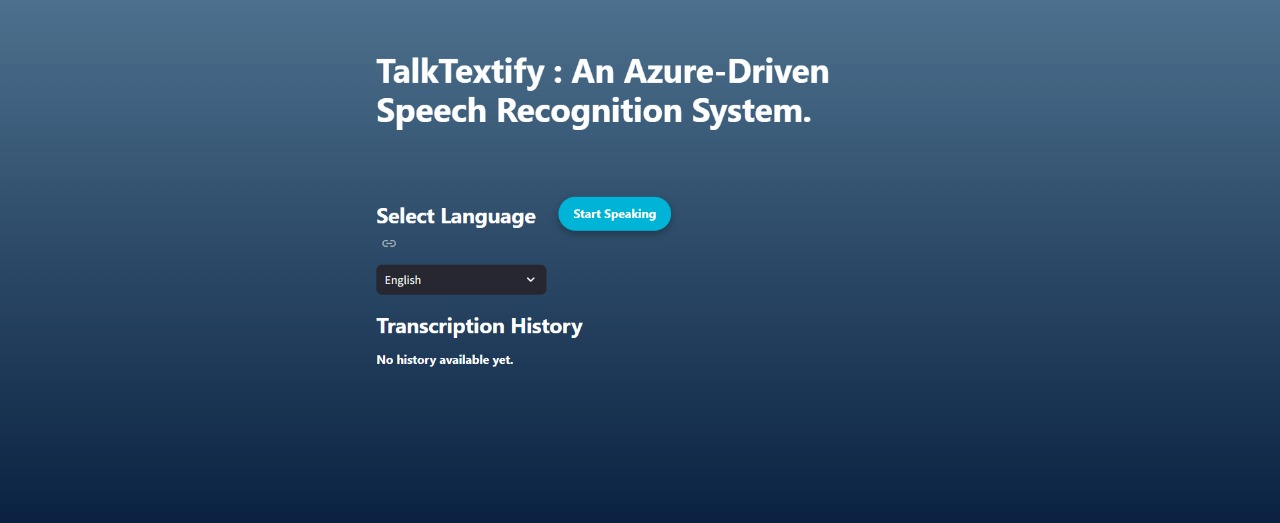 TalkTextify : An Azure-Driven
Speech Recognition System.
Select Language
Start Speaking
English
Transcription History
No history available yet.